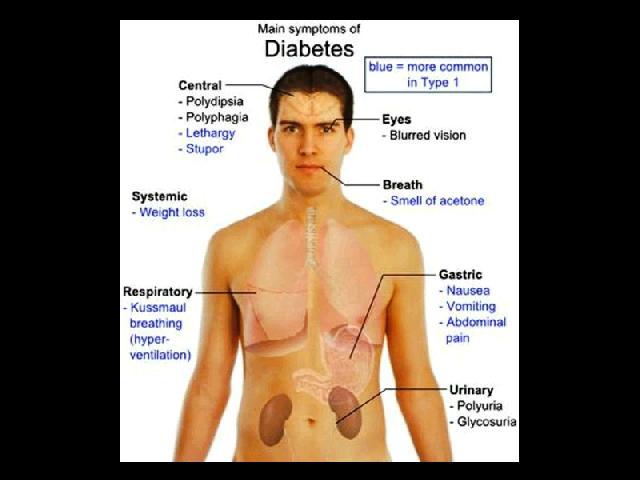 Main symptoms of
Diabetes
blue = more common
in Type 1
Central
- Polydipsia
- Polyphagia
- Lethargy
- Stupor
Eyes
- Blurred vision
Breath
- Smell of acetone
Systemic
- Weight loss
Gastric
- Nausea
- Vomiting
- Abdominal
pain
Respiratory
- Kussmaul
breathing
(hyper-
ventilation)
Urinary
- Polyuria
- Glycosuria